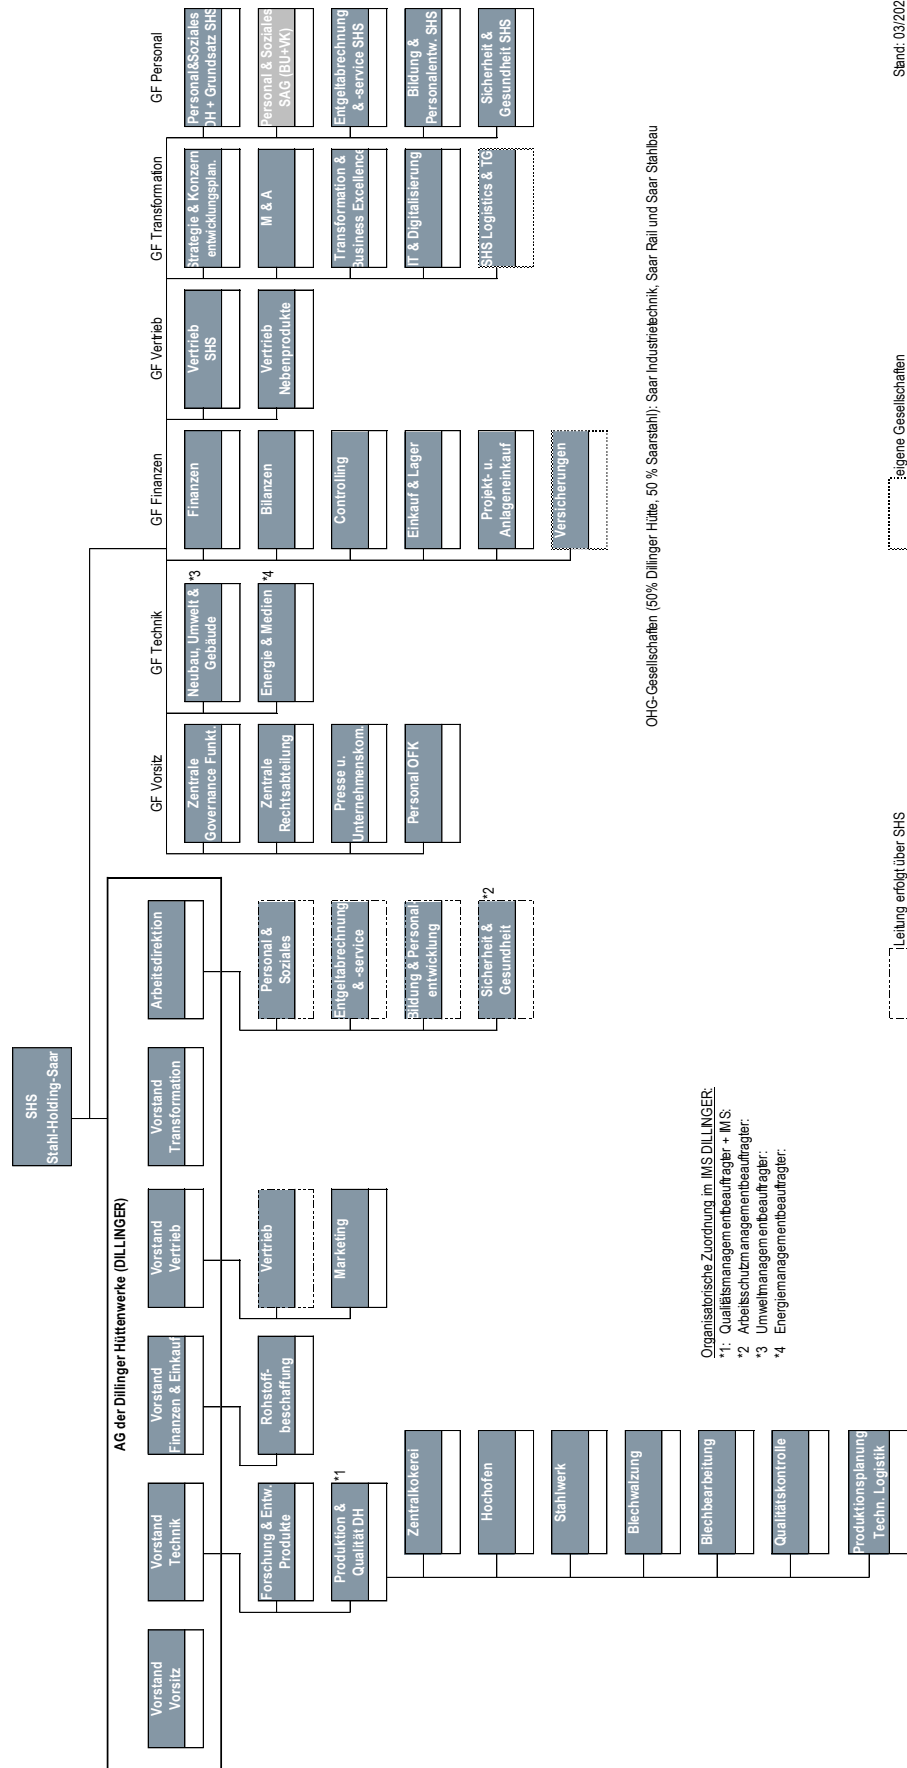 SHS
Stahl-Holding-Saar
AG der Dillinger Hüttenwerke (DILLINGER)
Vorstand
Vorsitz
Vorstand
Technik
Vorstand
Finanzen & Einkauf
Vorstand
Vertrieb
Vorstand
Transformation
Arbeitsdirektion
Forschung & Entw.
Produkte
Produktion &
Qualität DH
*1
Zentralkokerei
Hochofen
Stahlwerk
Blechwalzung
Blechbearbeitung
Qualitätskontrolle
Produktionsplanung
Techn. Logistik
Rohstoff-
beschaffung
Vertrieb
Marketing
Personal &
Soziales
Entgeltabrechnung
& -service
Bildung & Personal-
entwicklung
Sicherheit &
Gesundheit
*2
GF Vorsitz
Zentrale
Governance Funkt.
Zentrale
Rechtsabteilung
Presse u.
Unternehmenskom.
Personal OFK
GF Technik
Neubau, Umwelt &
Gebäude
*3
Energie & Medien
*4
GF Finanzen
Finanzen
Bilanzen
Controlling
Einkauf & Lager
Projekt- u.
Anlageneinkauf
Versicherungen
GF Vertrieb
Vertrieb
SHS
Vertrieb
Nebenprodukte
GF Transformation
Strategie & Konzern
entwicklungsplan.
M & A
Transformation &
Business Excellence
IT & Digitalisierung
SHS Logistics & TG
GF Personal
Personal&Soziales
DH + Grundsatz SHS
Personal & Soziales
SAG (BU+VK)
Entgeltabrechnung
& -service SHS
Bildung &
Personalentw. SHS
Sicherheit &
Gesundheit SHS
OHG-Gesellschaften (50% Dillinger Hütte, 50 % Saarstahl): Saar Industrietechnik, Saar Rail und Saar Stahlbau
Organisatorische Zuordnung im IMS DILLINGER:
*1: Qualitätsmanagementbeauftragter + IMS:
*2 Arbeitsschutzmanagementbeauftragter:
*3 Umweltmanagementbeauftragter:
*4 Energiemanagementbeauftragter:
Leitung erfolgt über SHS
eigene Gesellschaften
Stand: 03/202